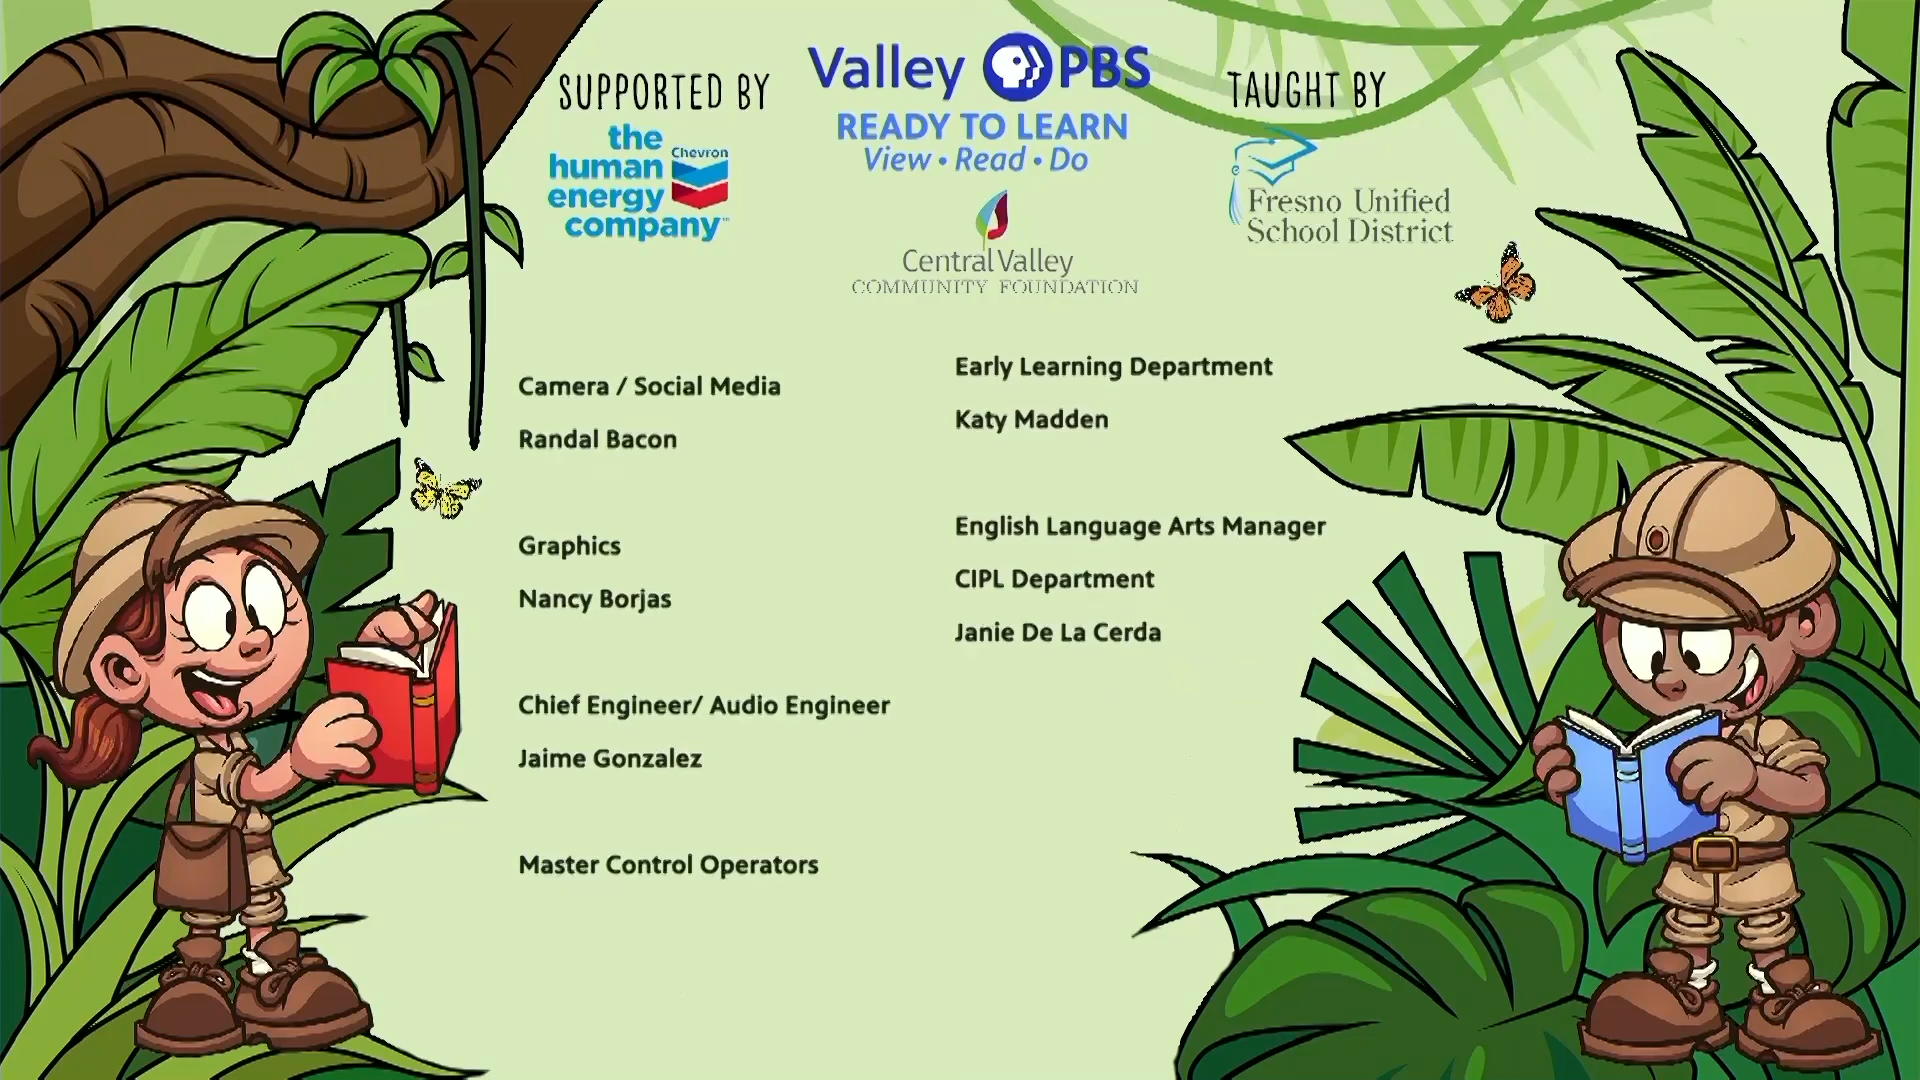 SUPPORTED BY
the
human
energy
company™
Chevron
Valley PBS
READY TO LEARN
View • Read • Do
Central Valley
COMMUNITY FOUNDATION
TAUGHT BY
Fresno Unified
School District
Camera / Social Media
Randal Bacon
Graphics
Nancy Borjas
Chief Engineer/ Audio Engineer
Jaime Gonzalez
Master Control Operators
Early Learning Department
Katy Madden
English Language Arts Manager
CIPL Department
Janie De La Cerda